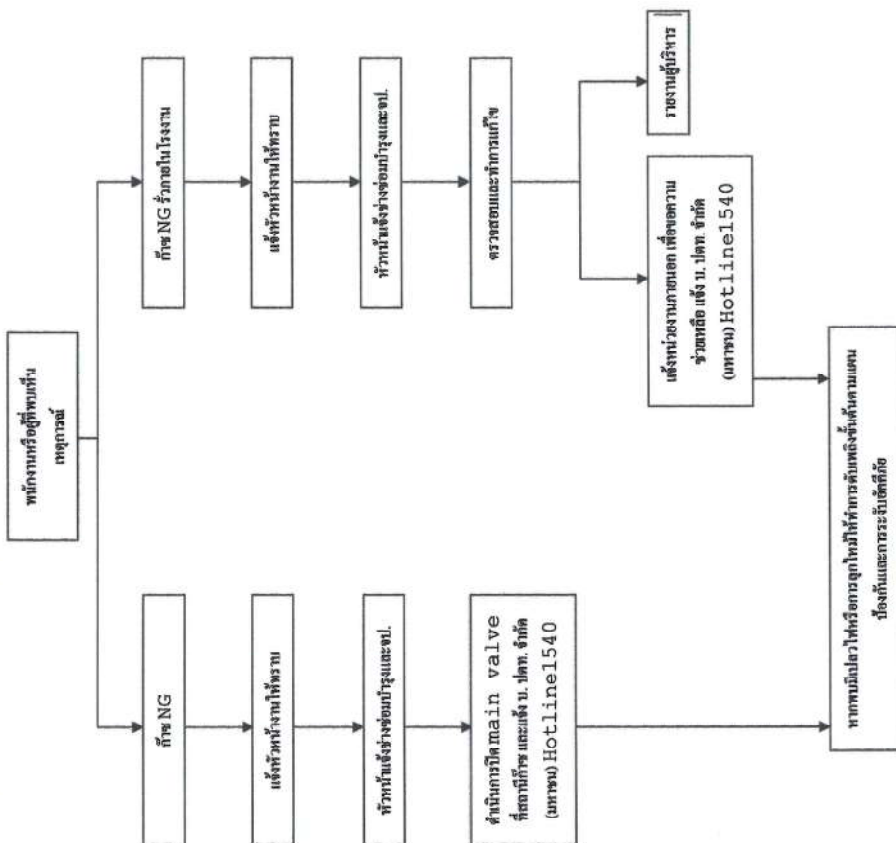 พนักงานหรือผู้ที่พบเห็น
เหตุการณ์
ก๊าซ NG
แจ้งหัวหน้างานให้ทราบ
หัวหน้าแจ้งช่างซ่อมบำรุงและจป.
ดำเนินการปิดmain valve
ที่สถานีก๊าซ และแจ้ง บ. ปตท. จำกัด
(มหาชน) Hotline1540
ก๊าซ NG รั่วภายในโรงงาน
แจ้งหัวหน้างานให้ทราบ
หัวหน้าแจ้งช่างซ่อมบำรุงและจป.
ตรวจสอบและทำการแก้ไข
แจ้งหน่วยงานภายนอก เพื่อขอความ
ช่วยเหลือ แจ้ง บ. ปตท. จำกัด
(มหาชน) Hotline1540
รายงานผู้บริหาร
หากพบมีเปลวไฟหรือการลุกไหม้ให้ทำการดับเพลิงขั้นต้นตามแผน
ป้องกันและการระงับอัคคีภัย